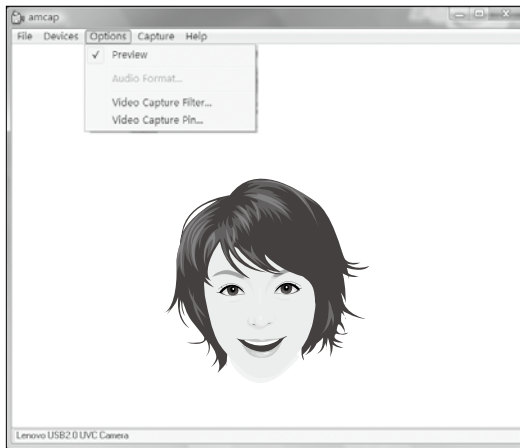 amcap
File Devices Options Capture Help
✓ Preview
Audio Format...
Video Capture Filter...
Video Capture Pin...
Lenovo USB2.0 UVC Camera